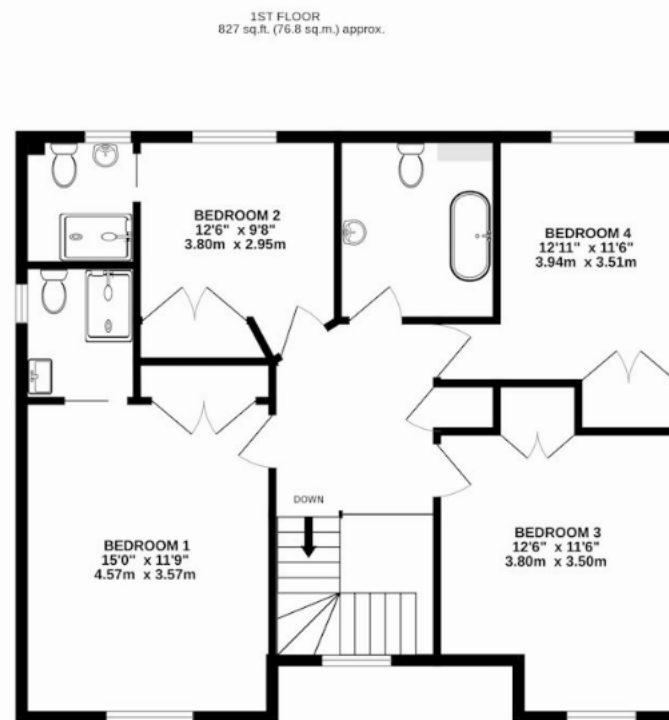 1ST FLOOR
827 sq.ft. (76.8 sq.m.) approx.
BEDROOM 2
12'6" x 9'8"
3.80m x 2.95m
BEDROOM 4
12'11" x 11'6"
3.94m x 3.51m
DOWN
BEDROOM 1
15'0" x 11'9"
4.57m x 3.57m
BEDROOM 3
12'6" x 11'6"
3.80m x 3.50m